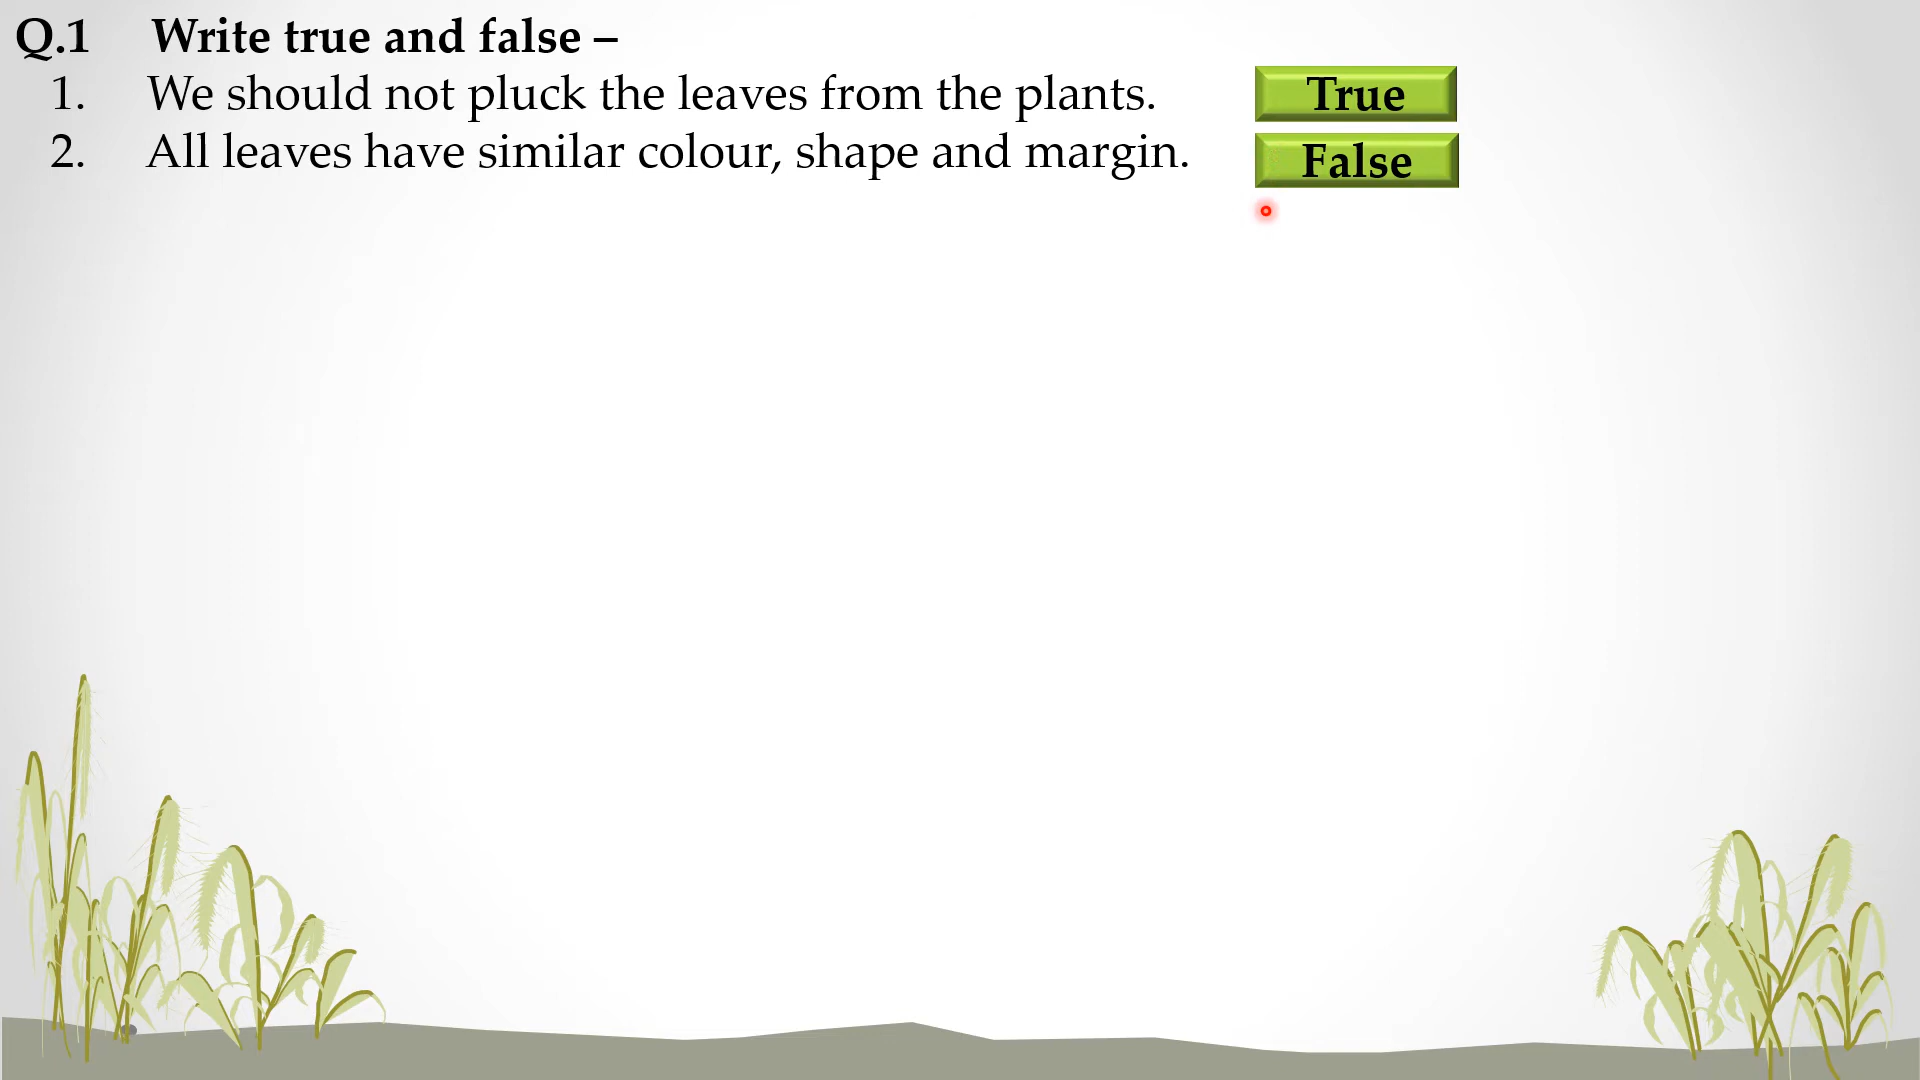 Q.1 Write true and false –
1. We should not pluck the leaves from the plants. True
2. All leaves have similar colour, shape and margin. False